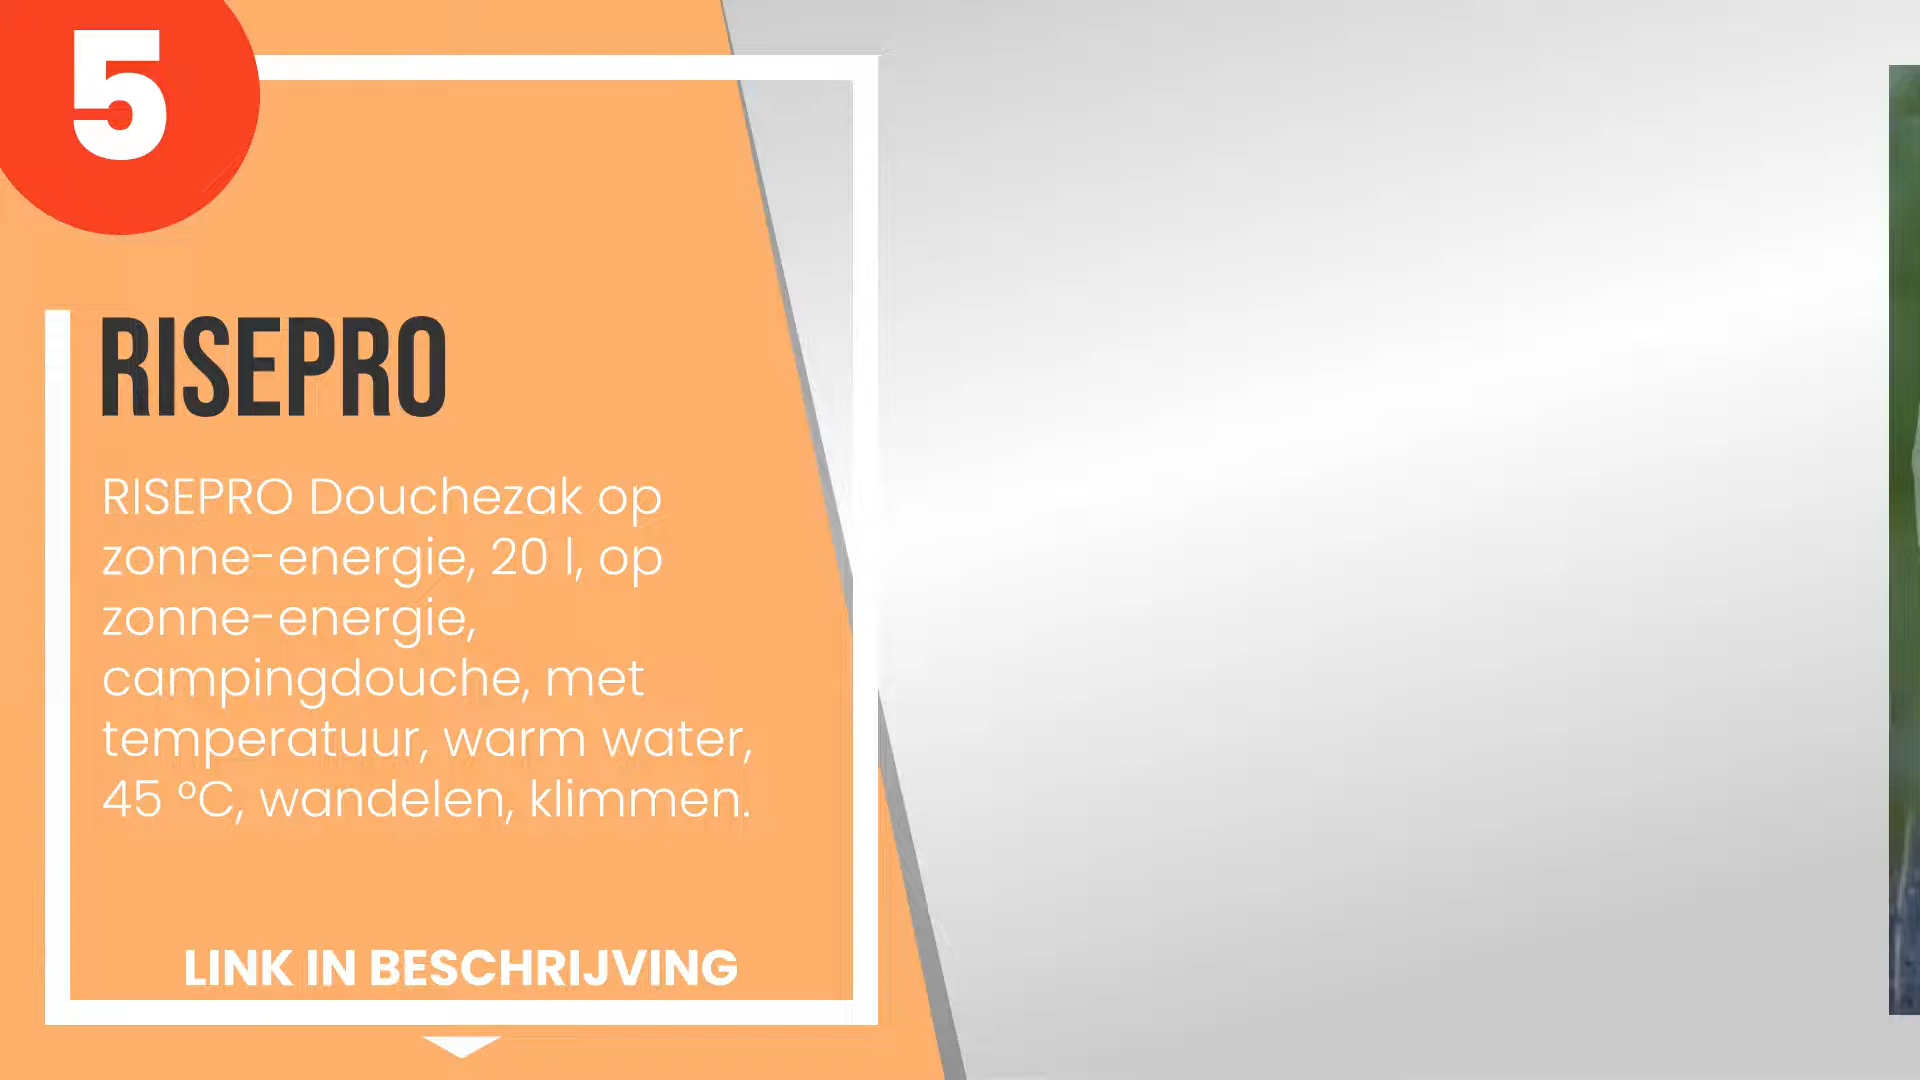 5
RISEPRO
RISEPRO Douchezak op
zonne-energie, 20 l, op
zonne-energie,
campingdouche, met
temperatuur, warm water,
45 °C, wandelen, klimmen.
LINK IN BESCHRIJVING